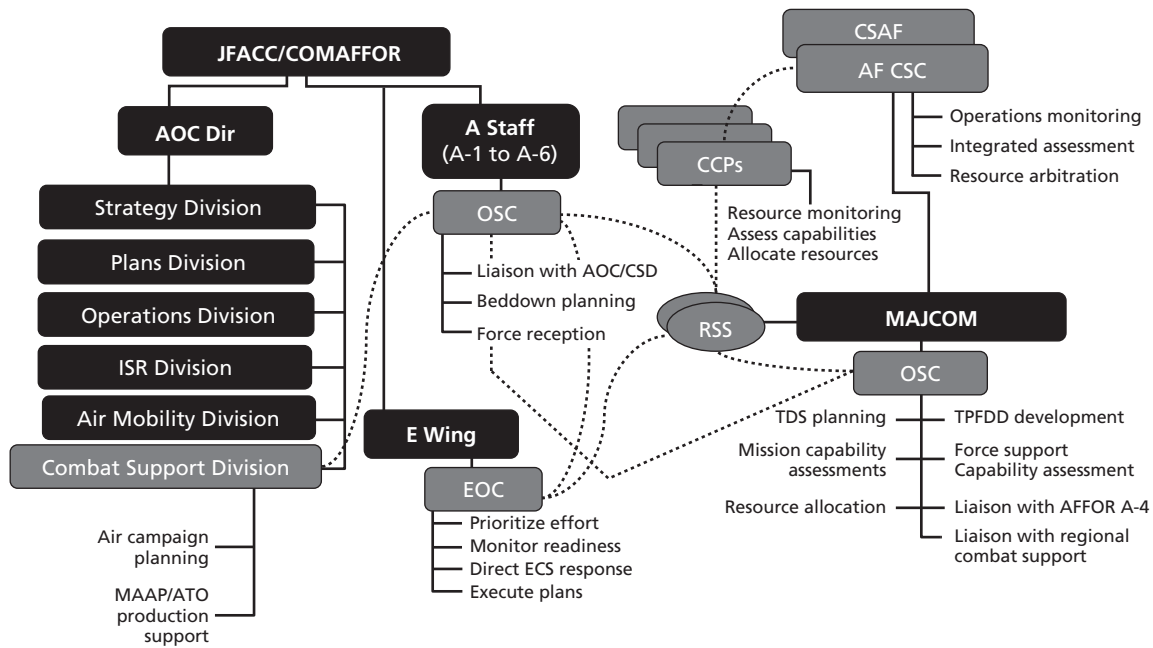 JFACC/COMAFFOR
AOC Dir
Strategy Division
Plans Division
Operations Division
ISR Division
Air Mobility Division
Combat Support Division
Air campaign
planning
MAAP/ATO
production
support
A Staff
(A-1 to A-6)
OSC
Liaison with AOC/CSD
Beddown planning
Force reception
E Wing
EOC
Prioritize effort
Monitor readiness
Direct ECS response
Execute plans
CSAF
AF CSC
Operations monitoring
Integrated assessment
Resource arbitration
CCPs
Resource monitoring
Assess capabilities
Allocate resources
RSS
MAJCOM
OSC
TDS planning
Mission capability
assessments
Resource allocation
TPFDD development
Force support
Capability assessment
Liaison with AFFOR A-4
Liaison with regional
combat support